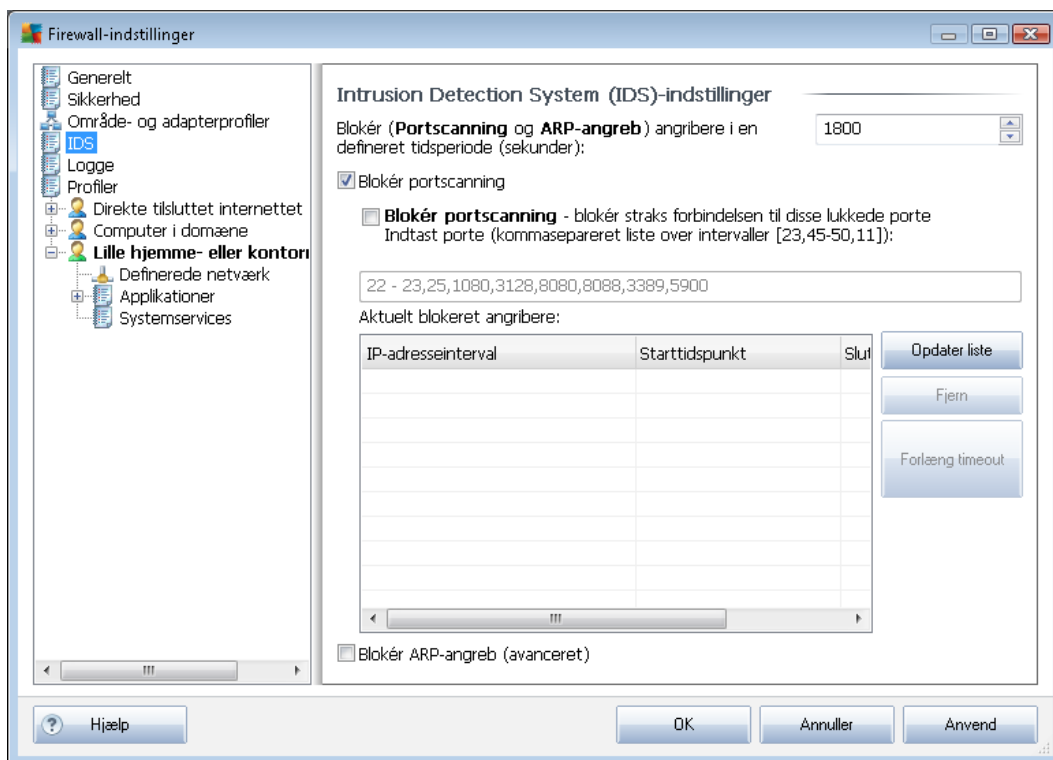 Firewall-indstillinger
Generelt
Sikkerhed
Område- og adapterprofiler
IDS
Logge
Profiler
Direkte tilsluttet internettet
Computer i domæne
Lille hjemme- eller kontorr
Definerede netværk
Applikationer
Systemservices
Intrusion Detection System (IDS)-indstillinger
Blokér (Portscanning og ARP-angreb) angribere i en
defineret tidsperiode (sekunder):
1800
Blokér portscanning
Blokér portscanning - blokér straks forbindelsen til disse lukkede porte
Indtast porte (kommasepareret liste over intervaller [23,45-50,11]):
22 - 23,25,1080,3128,8080,8088,3389,5900
Aktuelt blokeret angribere:
IP-adresseinterval Starttidspunkt Slut
Opdater liste
Fjern
Forlæng timeout
Blokér ARP-angreb (avanceret)
? Hjælp
OK
Annuller
Anvend